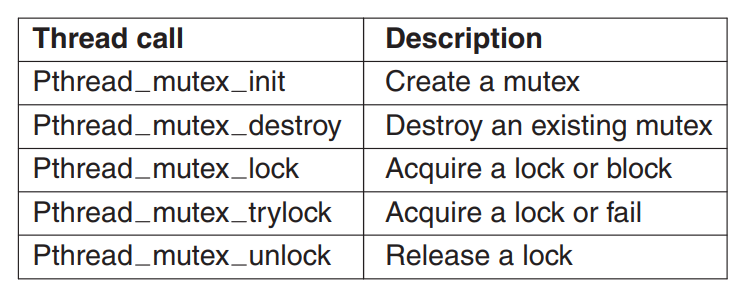 Thread call Description
Pthread_mutex_init Create a mutex
Pthread_mutex_destroy Destroy an existing mutex
Pthread_mutex_lock Acquire a lock or block
Pthread_mutex_trylock Acquire a lock or fail
Pthread_mutex_unlock Release a lock